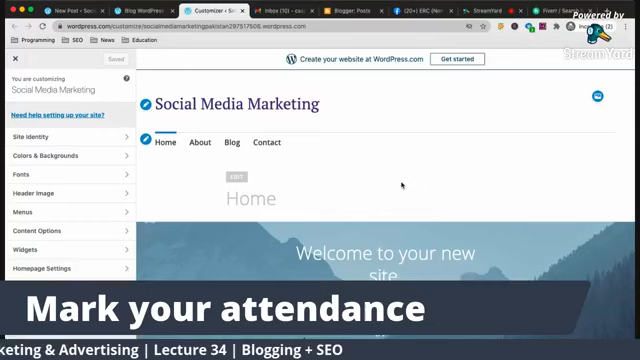 New Post ‹ Soc
Blog WordPress
Customizer ‹ S
Inbox (10) - soc
Blogger: Posts
(20+) ERC (Non
StreamYard
Fiverr / Search
Powered by
wordpress.com/customize/socialmediamarketingpakistan297517508.wordpress.com
StreamYard
Programming
SEO
Attendees
News
Education
Saved
Create your website at WordPress.com
Get started
You are customizing
Social Media Marketing
Need help setting up your site?
Site Identity
Colors & Backgrounds
Fonts
Header Image
Menus
Content Options
Widgets
Homepage Settings
Social Media Marketing
Home
About
Blog
Contact
EDIT
Home
Welcome to your new
site
Mark your attendance
keting & Advertising | Lecture 34 | Blogging + SEO